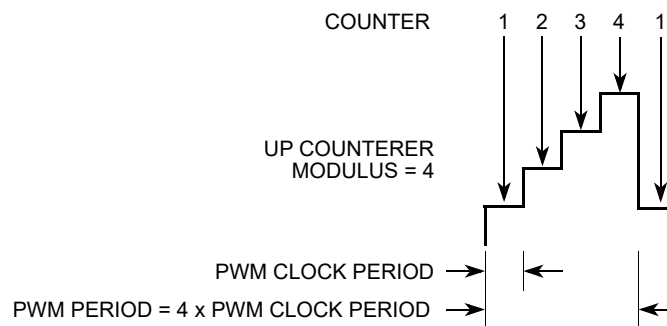 COUNTER 1 2 3 4 1
UP COUNTERER
MODULUS = 4
PWM CLOCK PERIOD
PWM PERIOD = 4 x PWM CLOCK PERIOD